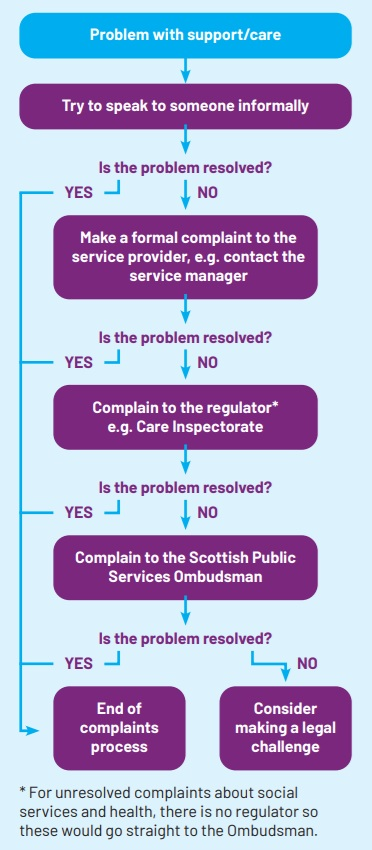 Problem with support/care
Try to speak to someone informally
Is the problem resolved?
YES
NO
Make a formal complaint to the
service provider, e.g. contact the
service manager
Is the problem resolved?
YES
NO
Complain to the regulator*
e.g. Care Inspectorate
Is the problem resolved?
YES
NO
Complain to the Scottish Public
Services Ombudsman
Is the problem resolved?
YES
NO
End of
complaints
process
Consider
making a legal
challenge
* For unresolved complaints about social
services and health, there is no regulator so
these would go straight to the Ombudsman.